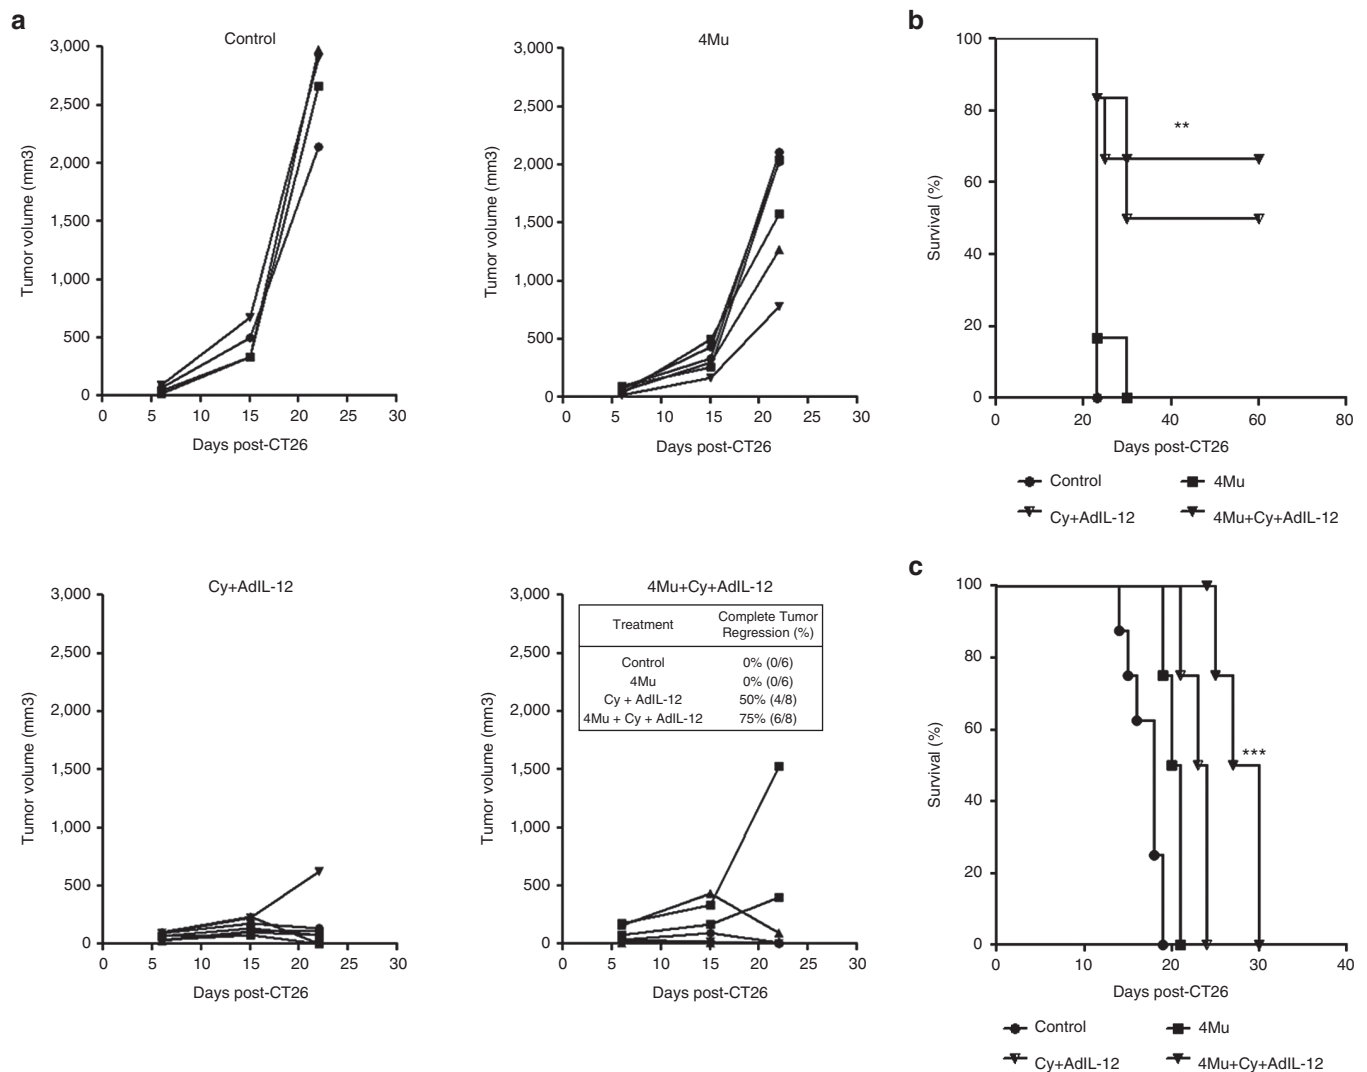 a
Control
3,000
2,500
2,000
1,500
1,000
500
0
Tumor volume (mm3)
0 5 10 15 20 25 30
Days post-CT26
4Mu
3,000
2,500
2,000
1,500
1,000
500
0
Tumor volume (mm3)
0 5 10 15 20 25 30
Days post-CT26
b
100
80
60
40
20
0
Survival (%)
**
0 20 40 60 80
Days post-CT26
Control 4Mu
Cy+AdIL-12 4Mu+Cy+AdIL-12
Cy+AdIL-12
3,000
2,500
2,000
1,500
1,000
500
0
Tumor volume (mm3)
0 5 10 15 20 25 30
Days post-CT26
4Mu+Cy+AdIL-12
3,000
2,500
2,000
1,500
1,000
500
0
Tumor volume (mm3)
Treatment Complete Tumor
Regression (%)
Control 0% (0/6)
4Mu 0% (0/6)
Cy + AdIL-12 50% (4/8)
4Mu + Cy + AdIL-12 75% (6/8)
0 5 10 15 20 25 30
Days post-CT26
c
100
80
60
40
20
0
Survival (%)
***
0 10 20 30 40
Days post-CT26
Control 4Mu
Cy+AdIL-12 4Mu+Cy+AdIL-12